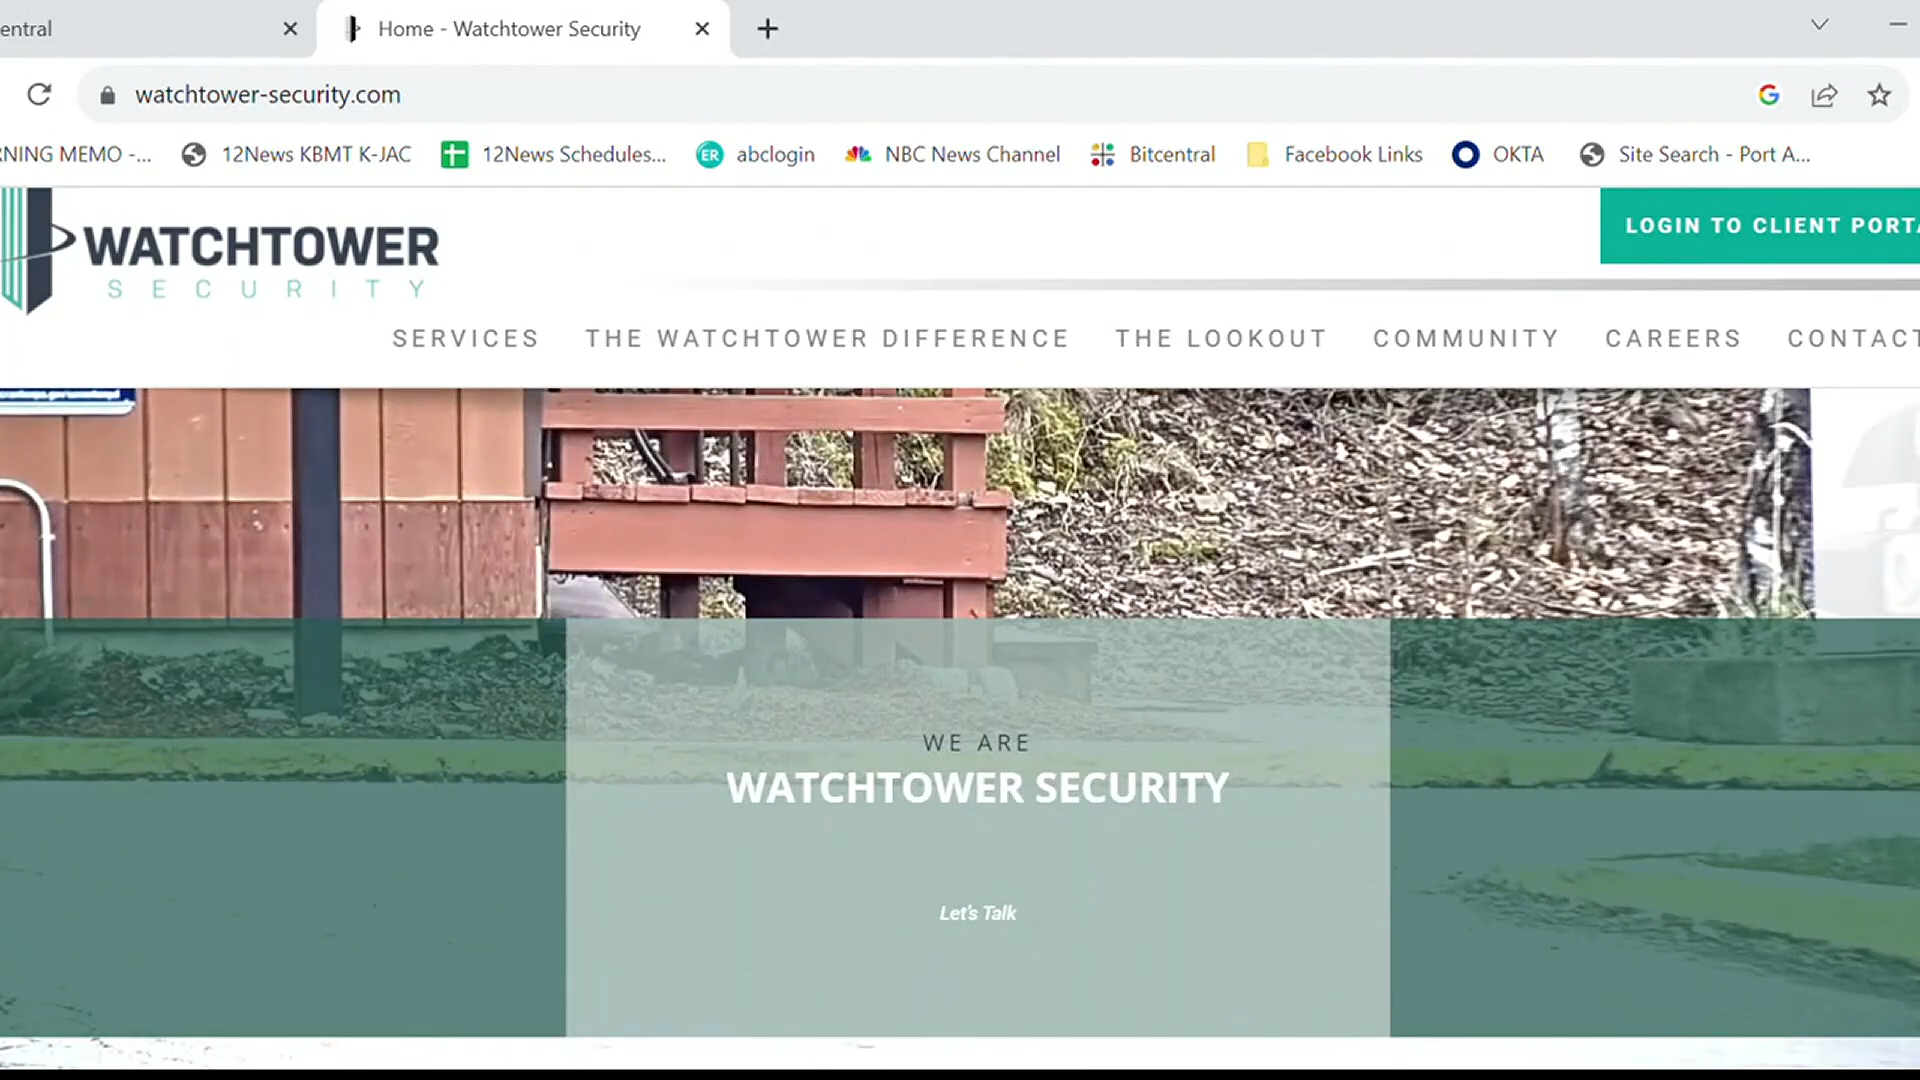 entral
Home - Watchtower Security
watchtower-security.com
RNING MEMO -...
12News KBMT K-JAC
12News Schedules...
ER
abclogin
NBC News Channel
Bitcentral
Facebook Links
OKTA
Site Search - Port A...
WATCHTOWER
SECURITY
LOGIN TO CLIENT PORTA
SERVICES
THE WATCHTOWER DIFFERENCE
THE LOOKOUT
COMMUNITY
CAREERS
CONTACT
WE ARE
WATCHTOWER SECURITY
Let's Talk